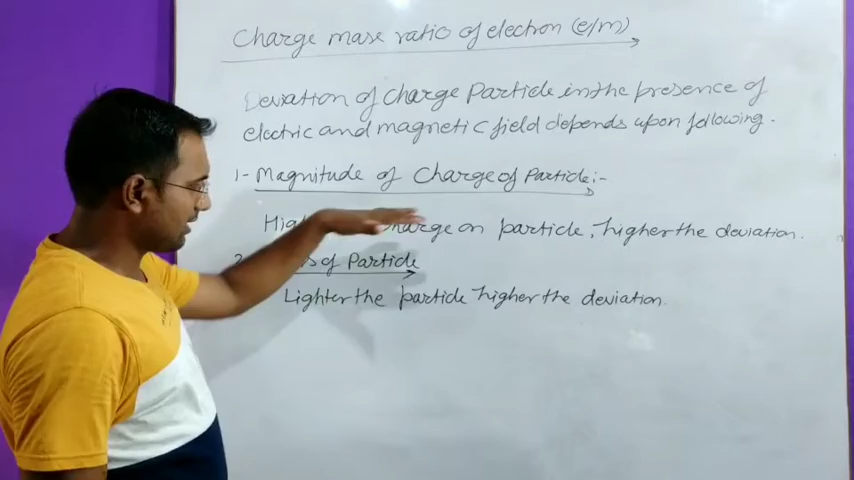 Charge mase ratio of electron (e/m)
Deviation of Charge Particle in the presence of
electric and magnetic field depends upon following.
1- Magnitude of Charge of Particle:-
charge on particle, higher the deviation.
of Particle
Lighter the particle higher the deviation.